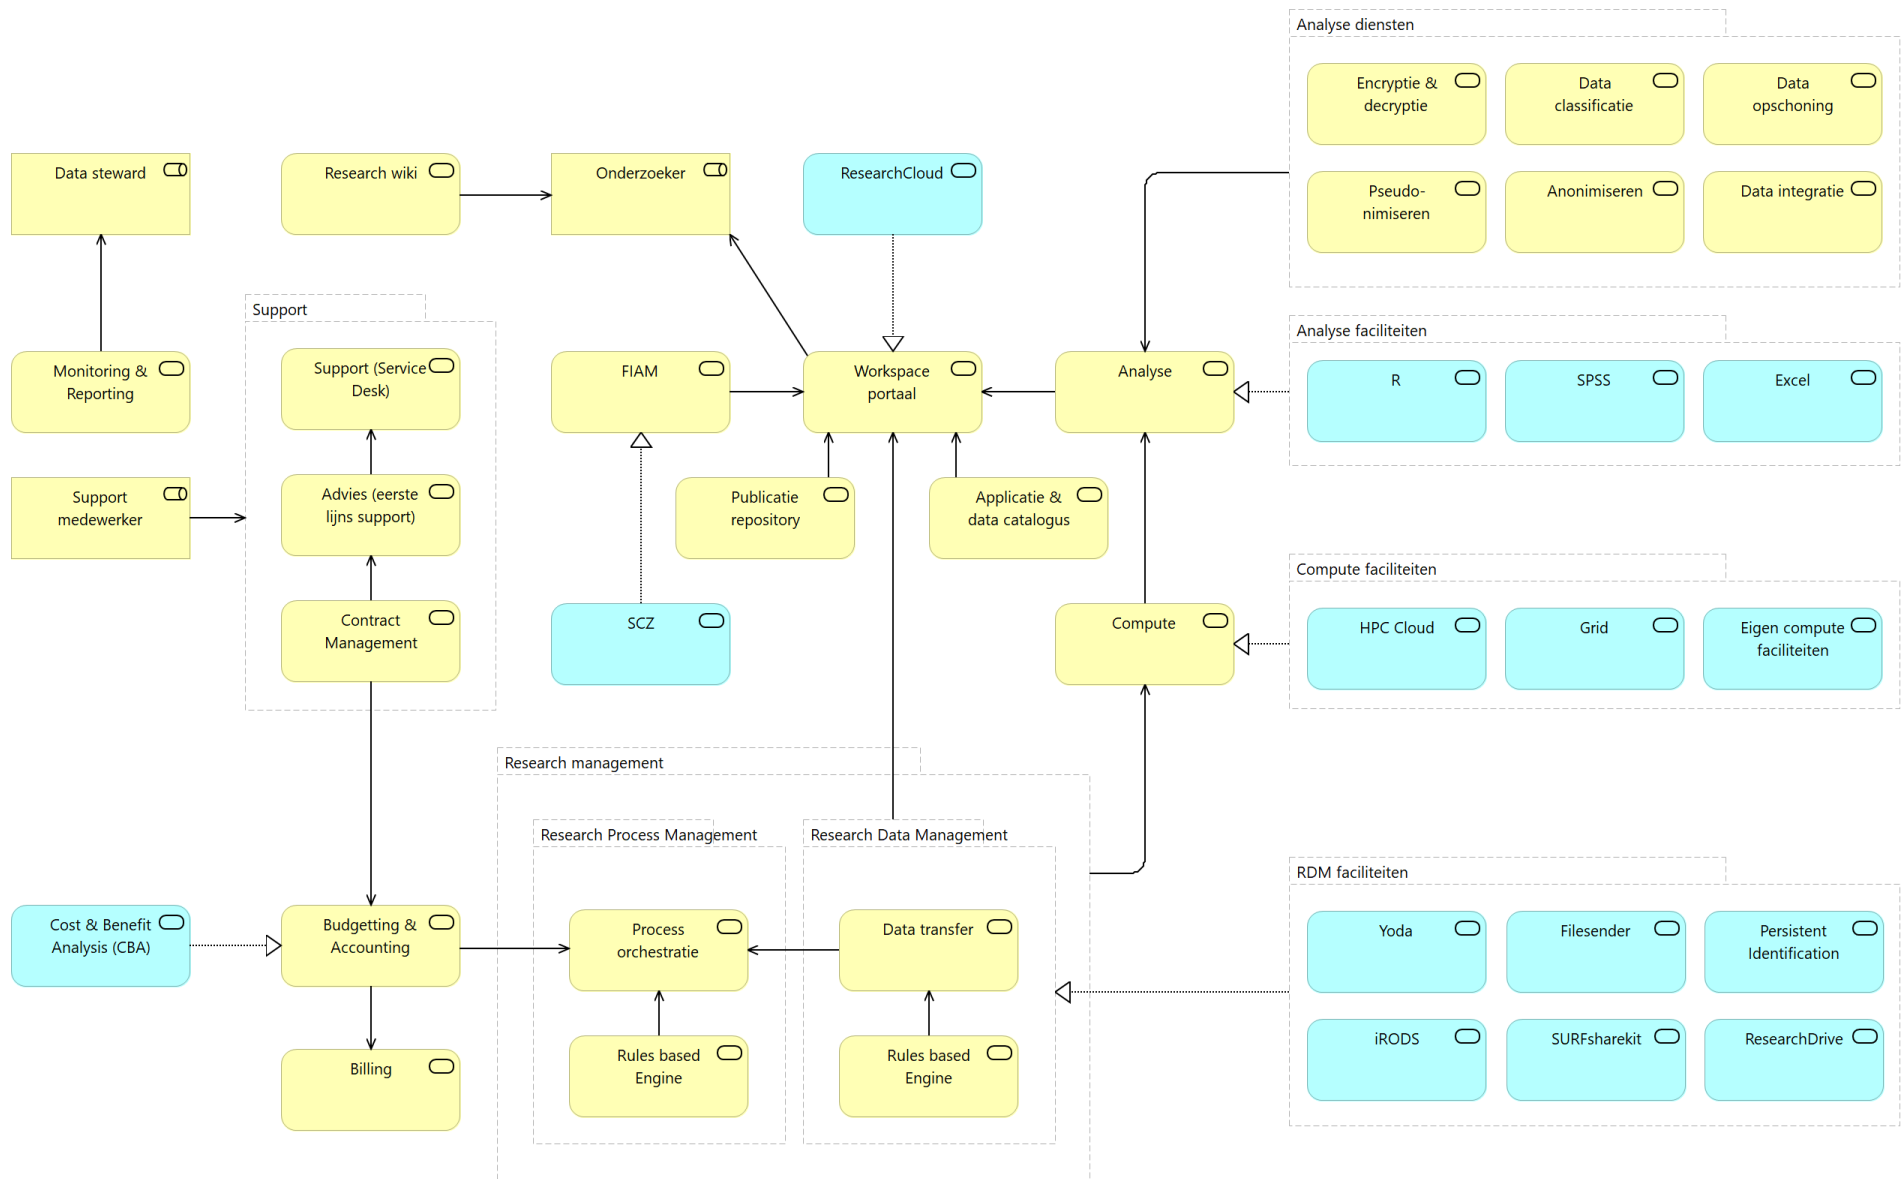 Analyse diensten
Encryptie &
decryptie
Data
classificatie
Data
opschoning
Pseudo-
nimiseren
Anonimiseren
Data integratie
Data steward
Research wiki
Onderzoeker
ResearchCloud
Support
Analyse faciliteiten
Monitoring &
Reporting
Support (Service
Desk)
FIAM
Workspace
portaal
Analyse
R
SPSS
Excel
Support
medewerker
Advies (eerste
lijns support)
Publicatie
repository
Applicatie &
data catalogus
Compute faciliteiten
Contract
Management
SCZ
Compute
HPC Cloud
Grid
Eigen compute
faciliteiten
Research management
Research Process Management
Research Data Management
RDM faciliteiten
Cost & Benefit
Analysis (CBA)
Budgetting &
Accounting
Process
orchestratie
Data transfer
Yoda
Filesender
Persistent
Identification
Billing
Rules based
Engine
Rules based
Engine
iRODS
SURFsharekit
ResearchDrive